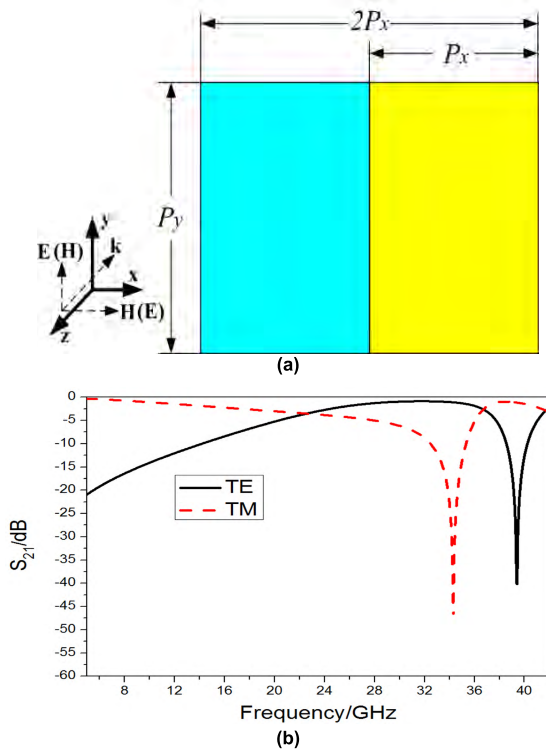 2Px
Px
Py
y
E(H)
k
x
H(E)
z
(a)
0
-5
-10
-15
-20
-25
-30
-35
-40
-45
-50
-55
-60
S21/dB
TE
TM
8 12 16 20 24 28 32 36 40
Frequency/GHz
(b)